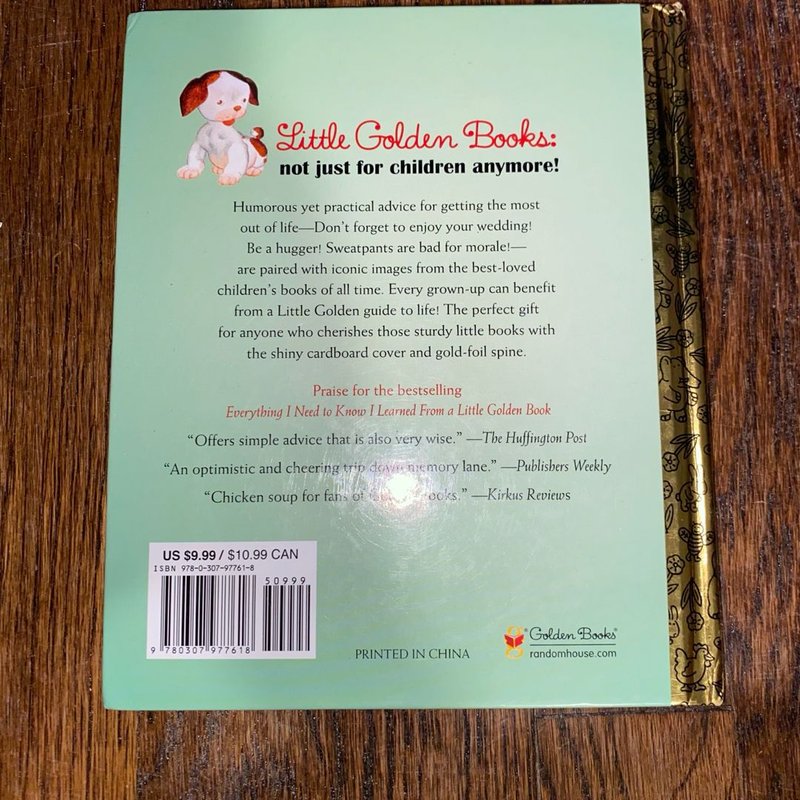 Little Golden Books:
not just for children anymore!
Humorous yet practical advice for getting the most
out of life—Don't forget to enjoy your wedding!
Be a hugger! Sweatpants are bad for morale!—
are paired with iconic images from the best-loved
children's books of all time. Every grown-up can benefit
from a Little Golden guide to life! The perfect gift
for anyone who cherishes those sturdy little books with
the shiny cardboard cover and gold-foil spine.
Praise for the bestselling
Everything I Need to Know I Learned From a Little Golden Book
"Offers simple advice that is also very wise." —The Huffington Post
"An optimistic and cheering trip down memory lane." —Publishers Weekly
"Chicken soup for fans of books." —Kirkus Reviews
US $9.99 / $10.99 CAN
ISBN 978-0-307-97761-8
50999
9 780307 977618
PRINTED IN CHINA
Golden Books®
randomhouse.com